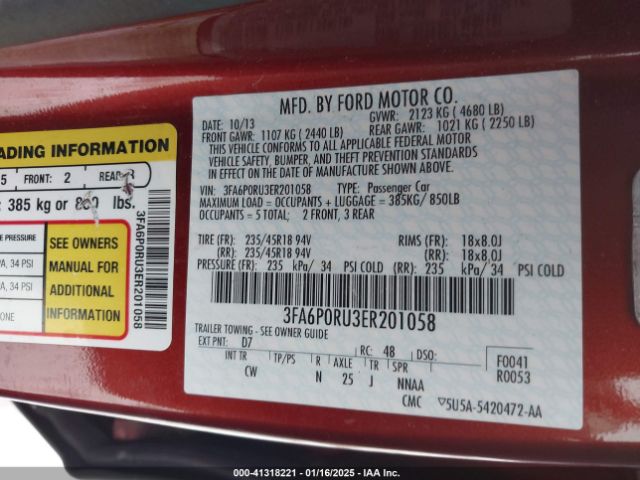 MFD. BY FORD MOTOR CO.
DATE: 10/13 GVWR: 2123 KG ( 4680 LB)
FRONT GAWR: 1107 KG ( 2440 LB) REAR GAWR: 1021 KG ( 2250 LB)
THIS VEHICLE CONFORMS TO ALL APPLICABLE FEDERAL MOTOR
VEHICLE SAFETY, BUMPER, AND THEFT PREVENTION STANDARDS
IN EFFECT ON THE DATE OF MANUFACTURE SHOWN ABOVE.
VIN: 3FA6P0RU3ER201058 TYPE: Passenger Car
MAXIMUM LOAD = OCCUPANTS + LUGGAGE = 385KG/ 850LB
OCCUPANTS = 5 TOTAL; 2 FRONT, 3 REAR
TIRE (FR): 235/45R18 94V RIMS (FR): 18x8.0J
(RR): 235/45R18 94V (RR): 18x8.0J
PRESSURE (FR): 235 kPa/ 34 PSI COLD (RR): 235 kPa/ 34 PSI COLD
3FA6P0RU3ER201058
TRAILER TOWING - SEE OWNER GUIDE
EXT PNT: D7 RC: 48 DSO: F0041
INT TR TP/PS R AXLE TR SPR R0053
CW N 25 J NNAA
CMC 5U5A-5420472-AA
ADING INFORMATION
5 FRONT: 2 REAR
: 385 kg or lbs.
E PRESSURE
PA, 34 PSI
PA, 34 PSI
ONE
SEE OWNERS
MANUAL FOR
ADDITIONAL
INFORMATION
3FA6P0RU3ER201058
000-41318221 - 01/16/2025 - IAA Inc.